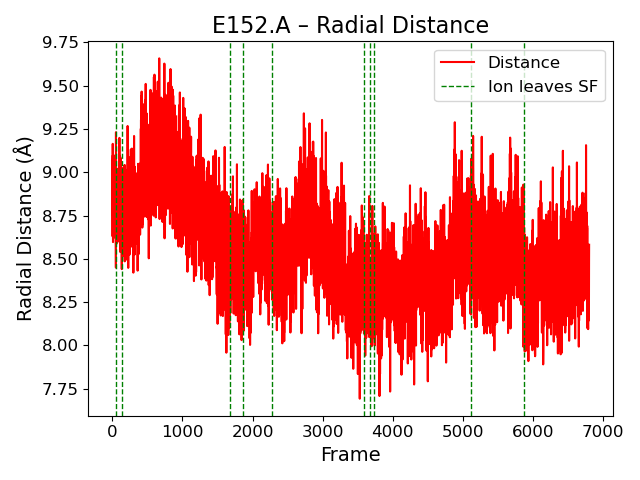 E152.A – Radial Distance
Distance
Ion leaves SF
Radial Distance (Å)
9.75
9.50
9.25
9.00
8.75
8.50
8.25
8.00
7.75
0 1000 2000 3000 4000 5000 6000 7000
Frame